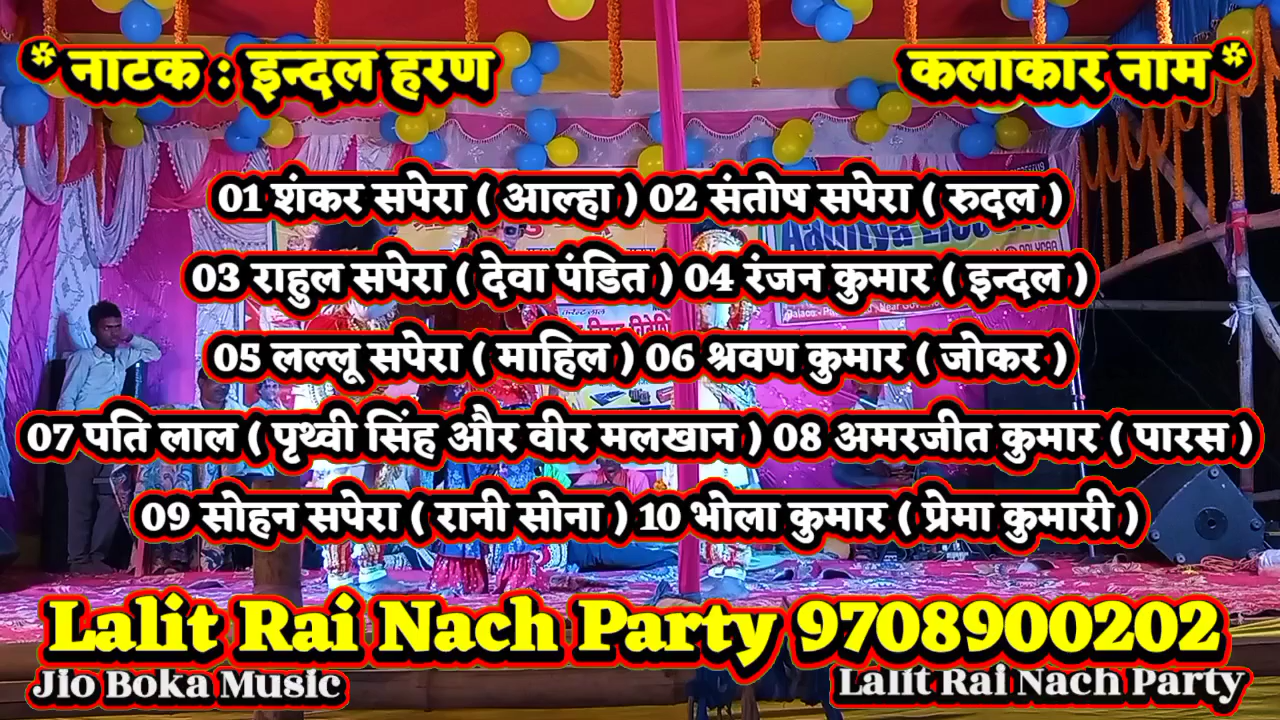 * नाटक : इन्दल हरण
कलाकार नाम *
01 शंकर सपेरा ( आल्हा ) 02 संतोष सपेरा ( रुदल )
03 राहुल सपेरा ( देवा पंडित ) 04 रंजन कुमार ( इन्दल )
05 लल्लू सपेरा ( माहिल ) 06 श्रवण कुमार ( जोकर )
07 पति लाल ( पृथ्वी सिंह और वीर मलखान ) 08 अमरजीत कुमार ( पारस )
09 सोहन सपेरा ( रानी सोना ) 10 भोला कुमार ( प्रेमा कुमारी )
Lalit Rai Nach Party 9708900202
Jio Boka Music
Lalit Rai Nach Party